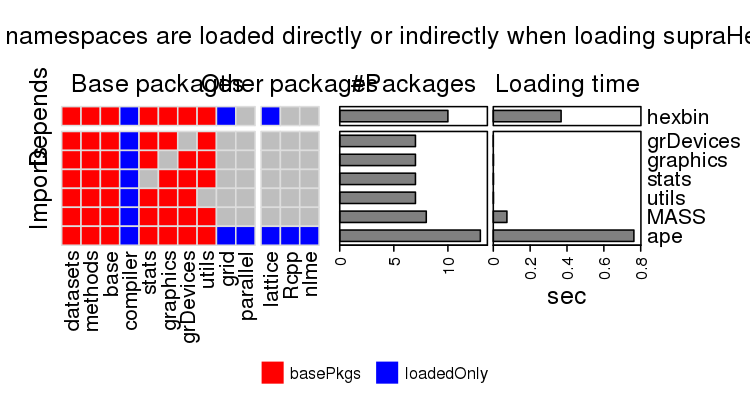 namespaces are loaded directly or indirectly when loading supraHe
Base packages
Other packages
#Packages
Loading time
Depends
Imports
hexbin
grDevices
graphics
stats
utils
MASS
ape
datasets
methods
base
compiler
stats
graphics
grDevices
utils
grid
parallel
lattice
Rcpp
nlme
0
5
10
0
0.2
0.4
0.6
0.8
sec
basePkgs
loadedOnly